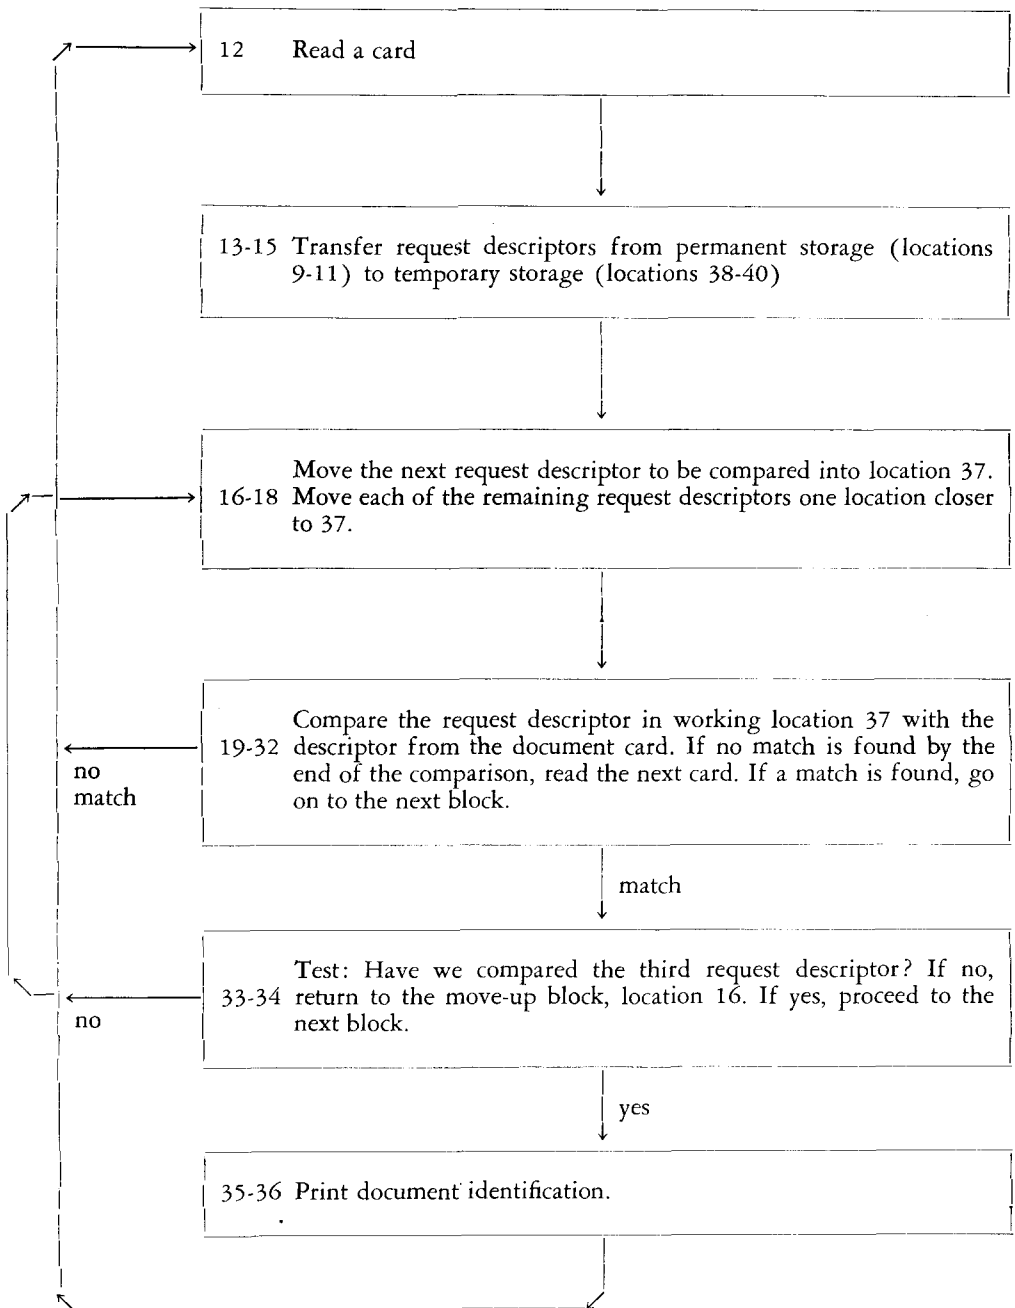 12 Read a card
13-15 Transfer request descriptors from permanent storage (locations
9-11) to temporary storage (locations 38-40)
Move the next request descriptor to be compared into location 37.
16-18 Move each of the remaining request descriptors one location closer
to 37.
Compare the request descriptor in working location 37 with the
19-32 descriptor from the document card. If no match is found by the
end of the comparison, read the next card. If a match is found, go
on to the next block.
no
match
match
Test: Have we compared the third request descriptor? If no,
33-34 return to the move-up block, location 16. If yes, proceed to the
next block.
no
yes
35-36 Print document identification.